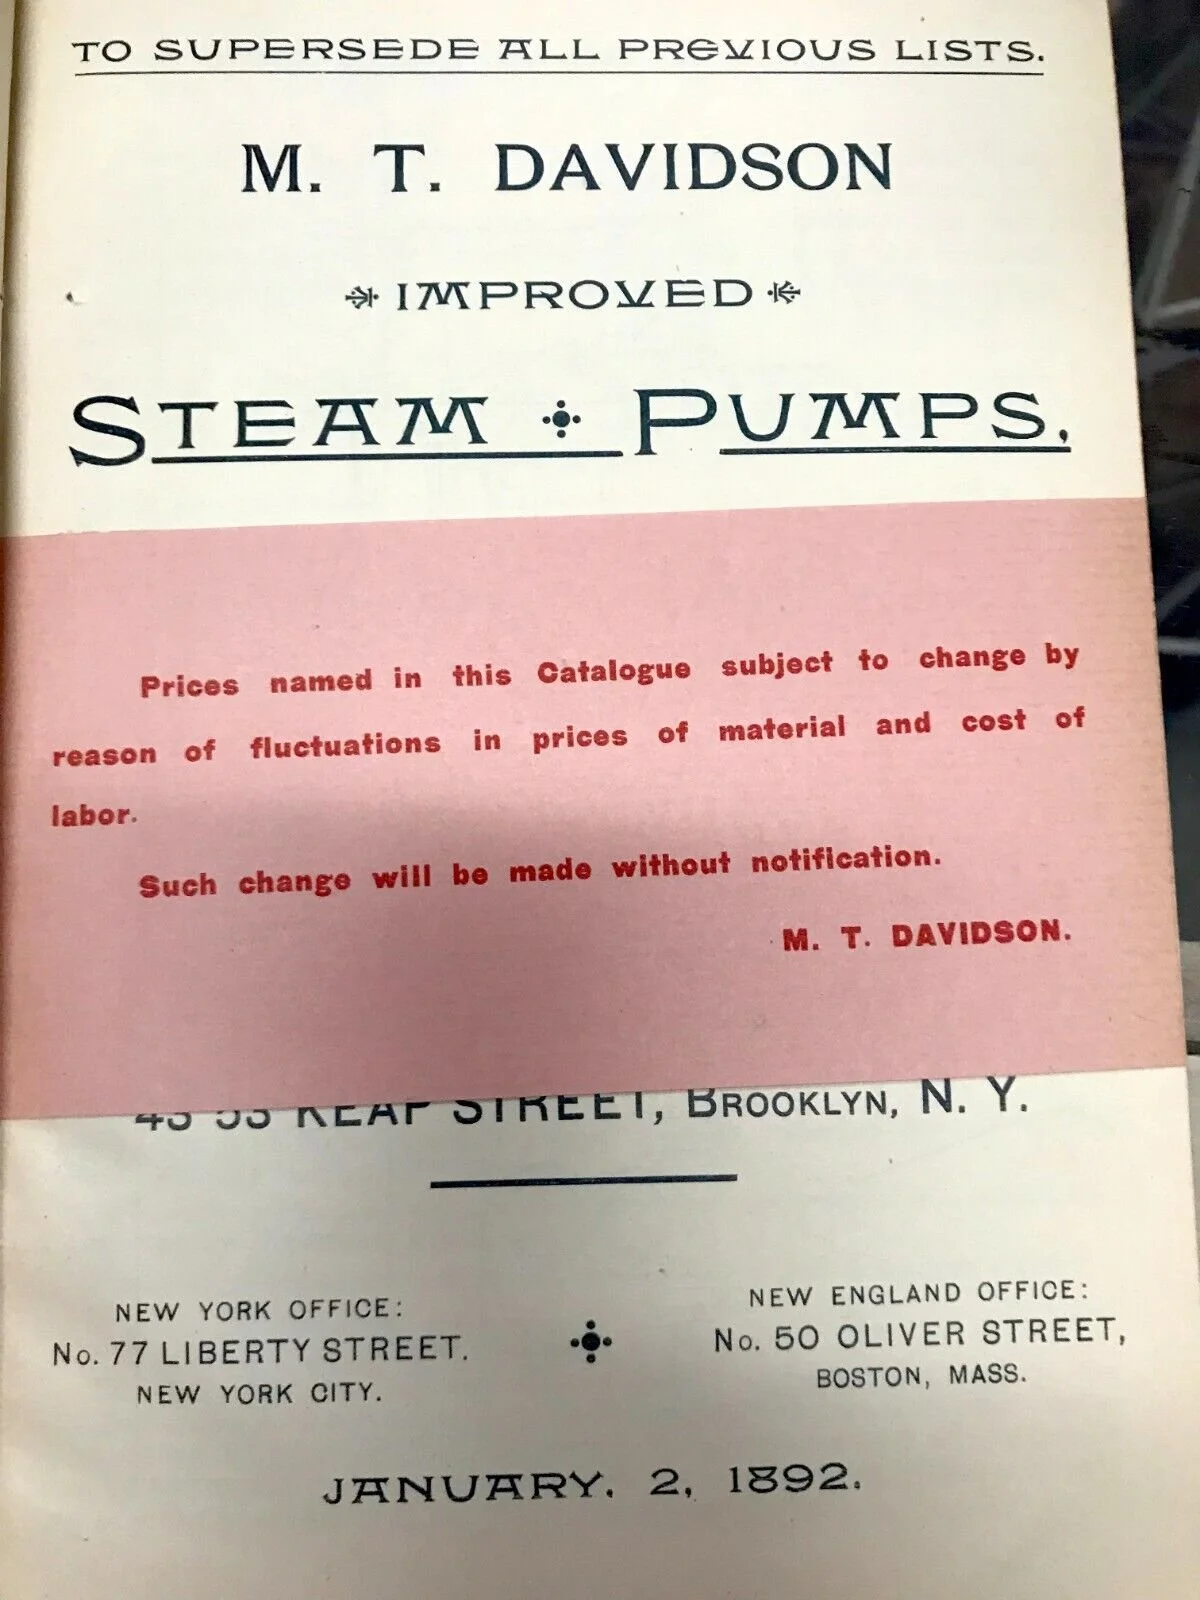 TO SUPERSEDE ALL PREVIOUS LISTS.
M. T. DAVIDSON
IMPROVED
STEAM PUMPS.
Prices named in this Catalogue subject to change by
reason of fluctuations in prices of material and cost of
labor.
Such change will be made without notification.
M. T. DAVIDSON.
KEAP STREET, BROOKLYN, N. Y.
NEW YORK OFFICE:
No. 77 LIBERTY STREET.
NEW YORK CITY.
NEW ENGLAND OFFICE:
No. 50 OLIVER STREET,
BOSTON, MASS.
JANUARY. 2, 1892.